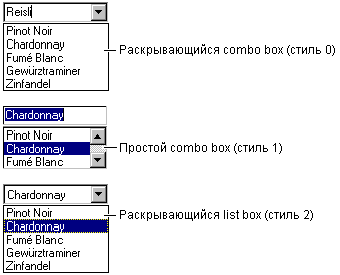 Reisli
Pinot Noir
Chardonnay
Fumé Blanc
Gewürztraminer
Zinfandel
Раскрывающийся combo box (стиль 0)
Chardonnay
Pinot Noir
Chardonnay
Fumé Blanc
Простой combo box (стиль 1)
Chardonnay
Pinot Noir
Chardonnay
Fumé Blanc
Gewürztraminer
Zinfandel
Раскрывающийся list box (стиль 2)